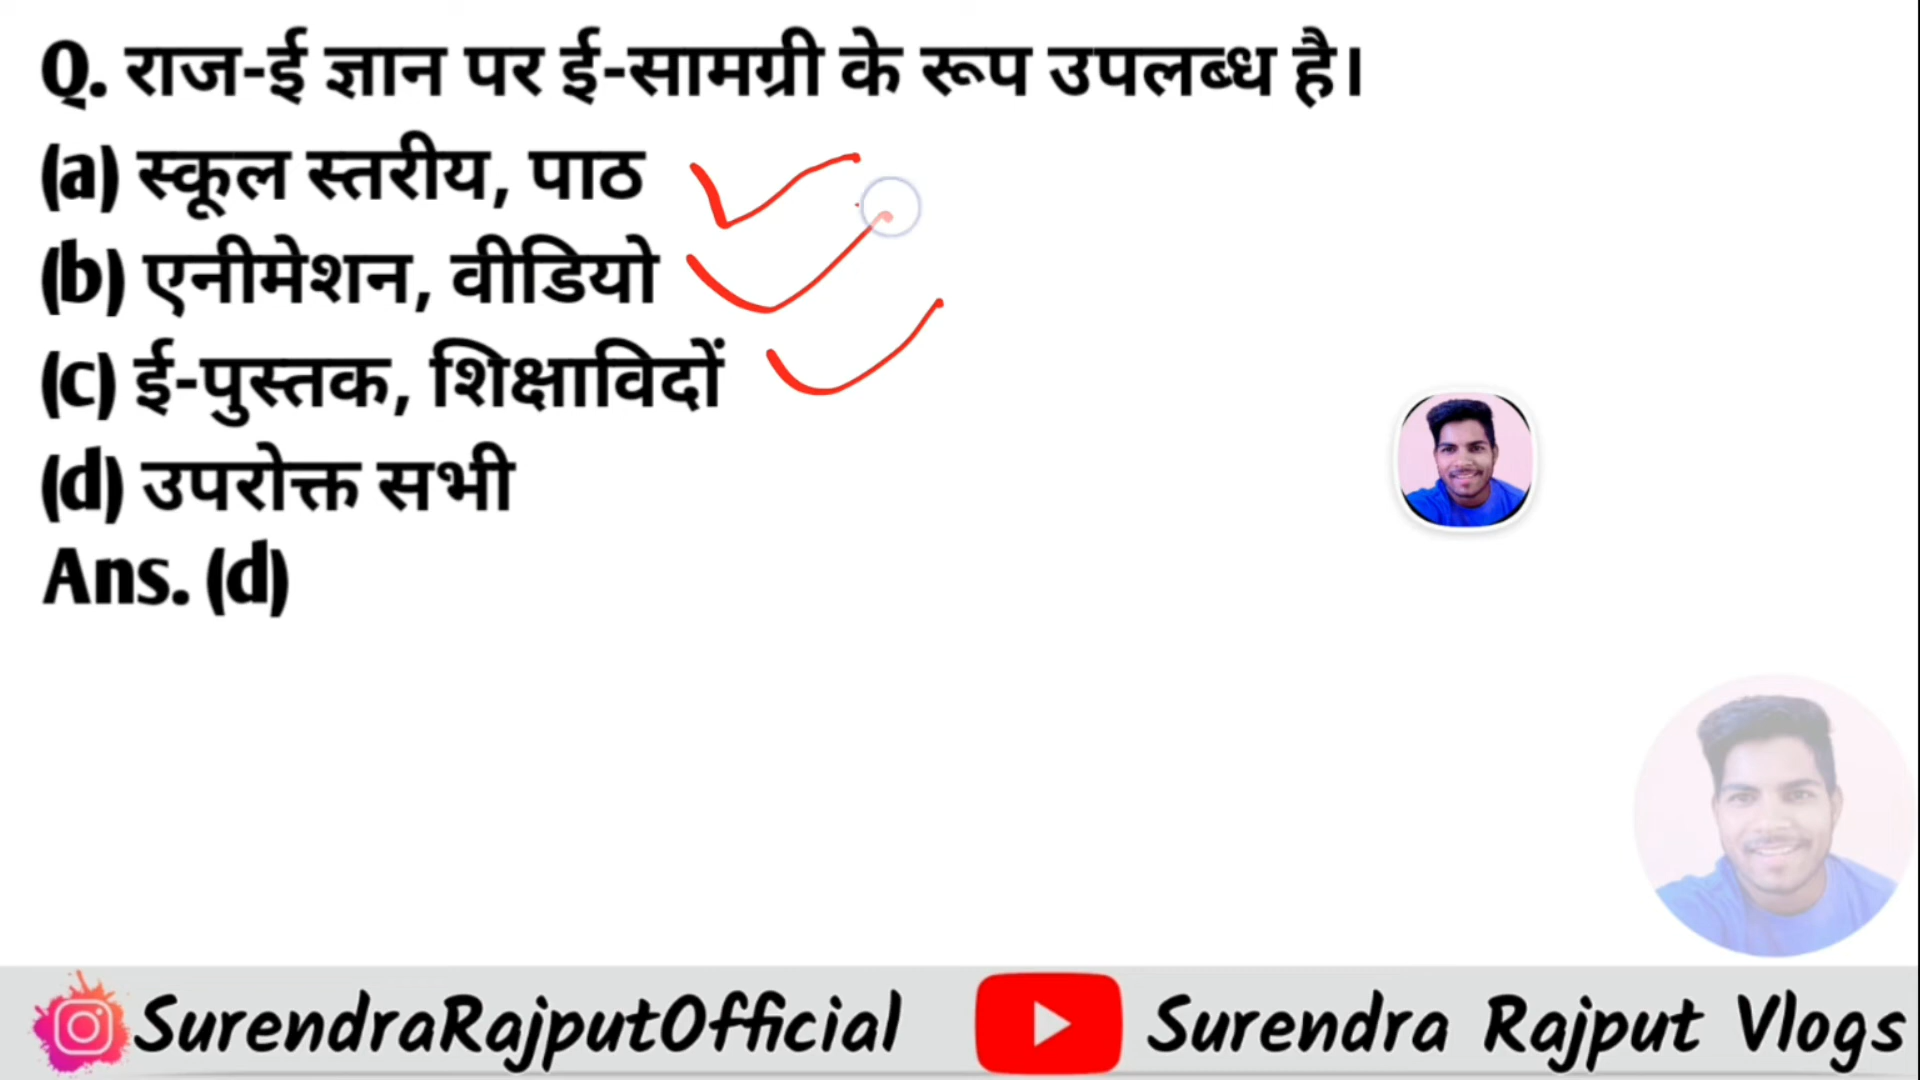 Q. राज-ई ज्ञान पर ई-सामग्री के रूप उपलब्ध है।
(a) स्कूल स्तरीय, पाठ
(b) एनीमेशन, वीडियो
(c) ई-पुस्तक, शिक्षाविदों
(d) उपरोक्त सभी
Ans. (d)
SurendraRajputOfficial
Surendra Rajput Vlogs